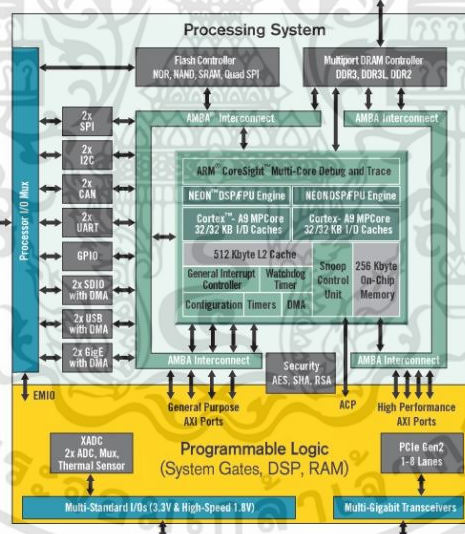 Processing System
Flash Controller
NOR, NAND, SRAM, Quad SPI
Multiport DRAM Controller
DDR3, DDR3L, DDR2
Processor I/O Mux
2x
SPI
2x
I2C
2x
CAN
2x
UART
GPIO
2x SDIO
with DMA
2x USB
with DMA
2x GigE
with DMA
AMBA® Interconnect
AMBA Interconnect
ARM™ CoreSight™ Multi-Core Debug and Trace
NEON™ DSP/FPU Engine
NEON DSP/FPU Engine
Cortex™- A9 MPCore
32/32 KB I/D Caches
Cortex- A9 MPCore
32/32 KB I/D Caches
512 Kbyte L2 Cache
General Interrupt
Controller
Watchdog
Timer
Configuration
Timers
DMA
Snoop
Control
Unit
256 Kbyte
On-Chip
Memory
AMBA Interconnect
Security
AES, SHA, RSA
AMBA Interconnect
EMIO
General Purpose
AXI Ports
ACP
High Performance
AXI Ports
XADC
2x ADC, Mux,
Thermal Sensor
Programmable Logic
(System Gates, DSP, RAM)
PCIe Gen2
1-8 Lanes
Multi-Standard I/Os (3.3V & High-Speed 1.8V)
Multi-Gigabit Transceivers